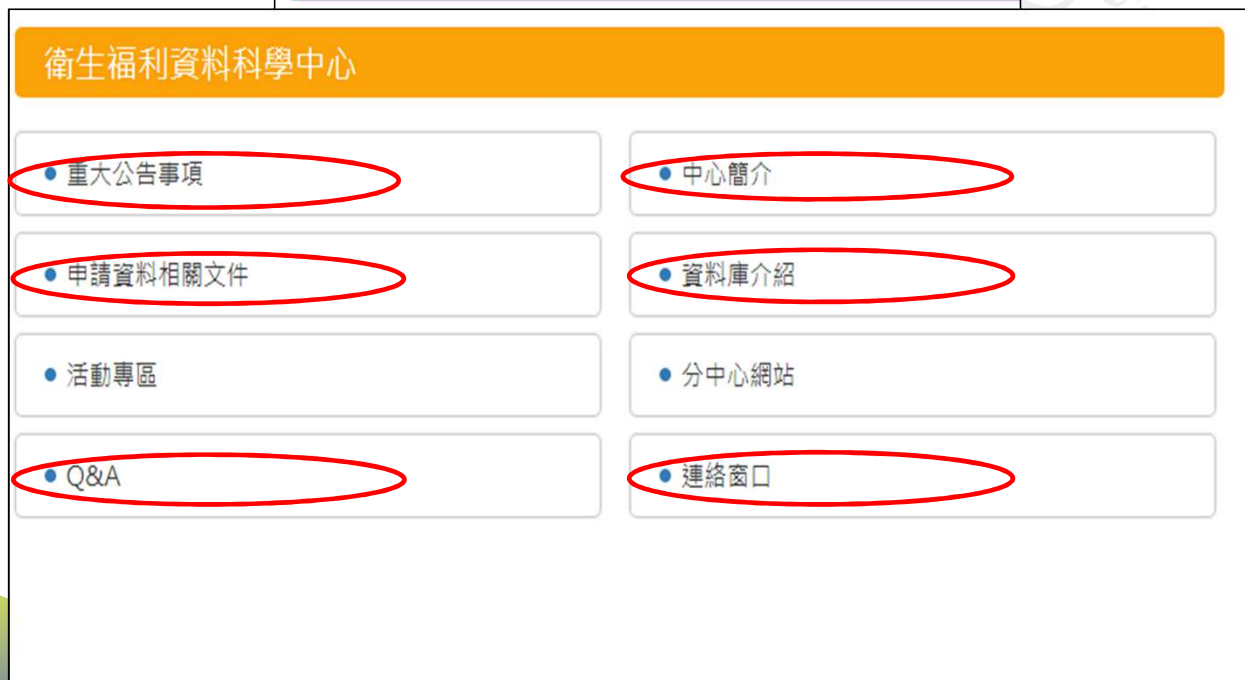 衛生福利資料科學中心
重大公告事項
中心簡介
申請資料相關文件
資料庫介紹
活動專區
分中心網站
Q&A
連絡窗口